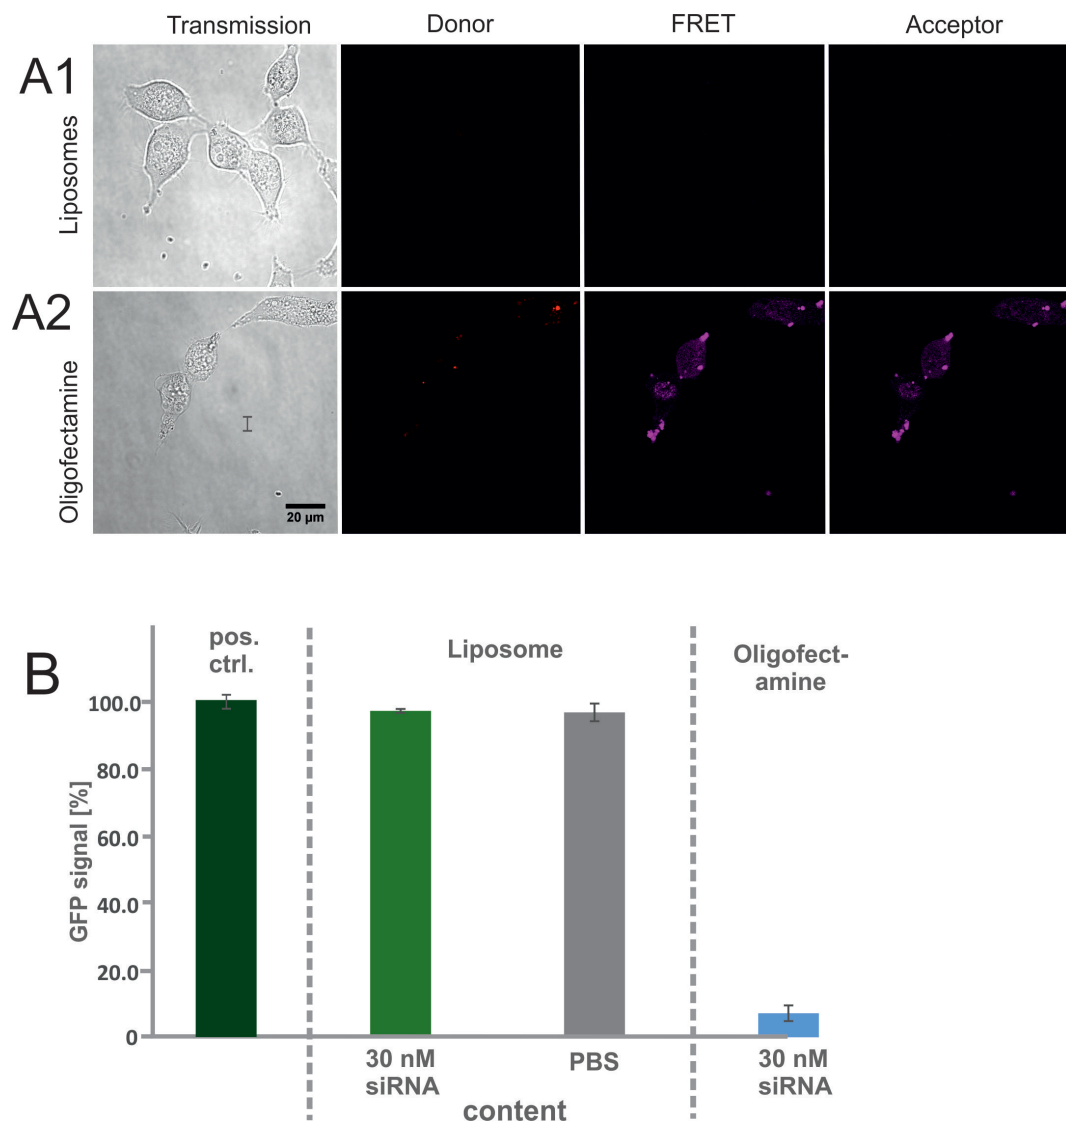 Transmission
Donor
FRET
Acceptor
A1
Liposomes
A2
Oligofectamine
20 µm
B
pos.
ctrl.
Liposome
Oligofect-
amine
GFP signal [%]
100.0
80.0
60.0
40.0
20.0
0
30 nM
siRNA
PBS
30 nM
siRNA
content